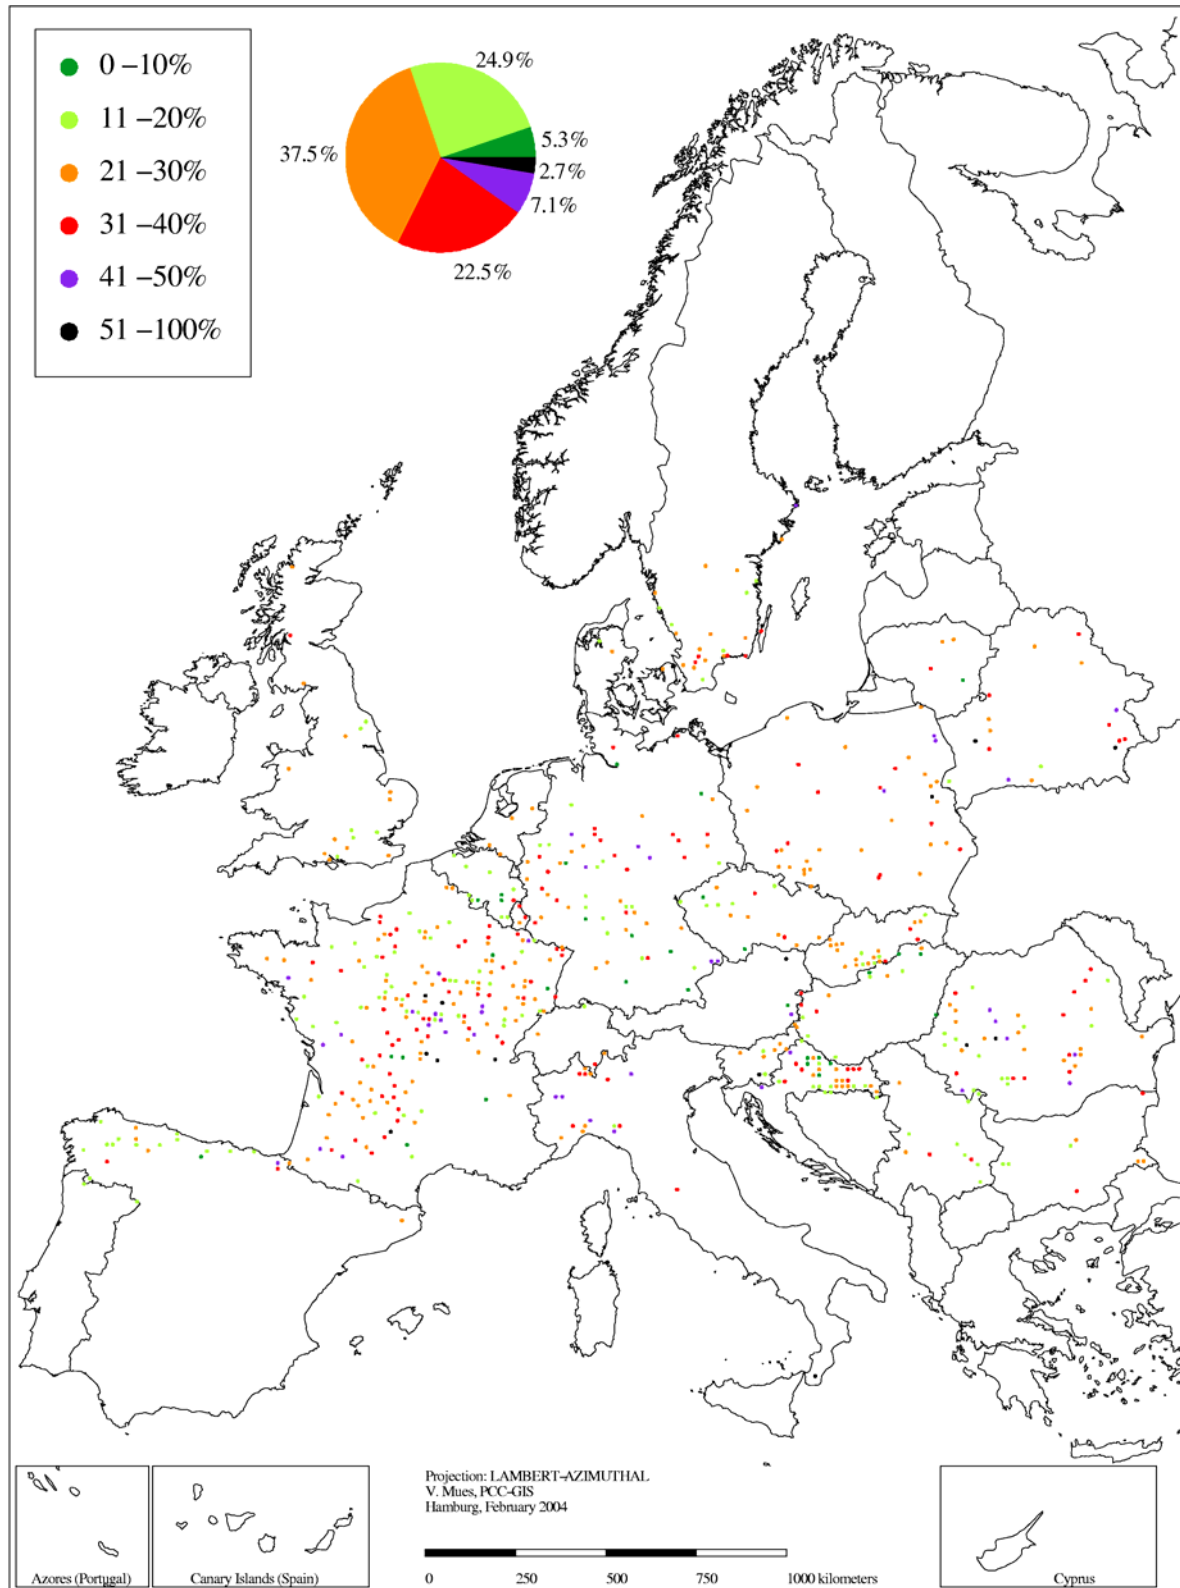 0 –10%
11 –20%
21 –30%
31 –40%
41 –50%
51 –100%
24.9%
5.3%
2.7%
7.1%
22.5%
37.5%
Projection: LAMBERT-AZIMUTHAL
V. Mues, PCC-GIS
Hamburg, February 2004
0 250 500 750 1000 kilometers
Azores (Portugal)
Canary Islands (Spain)
Cyprus